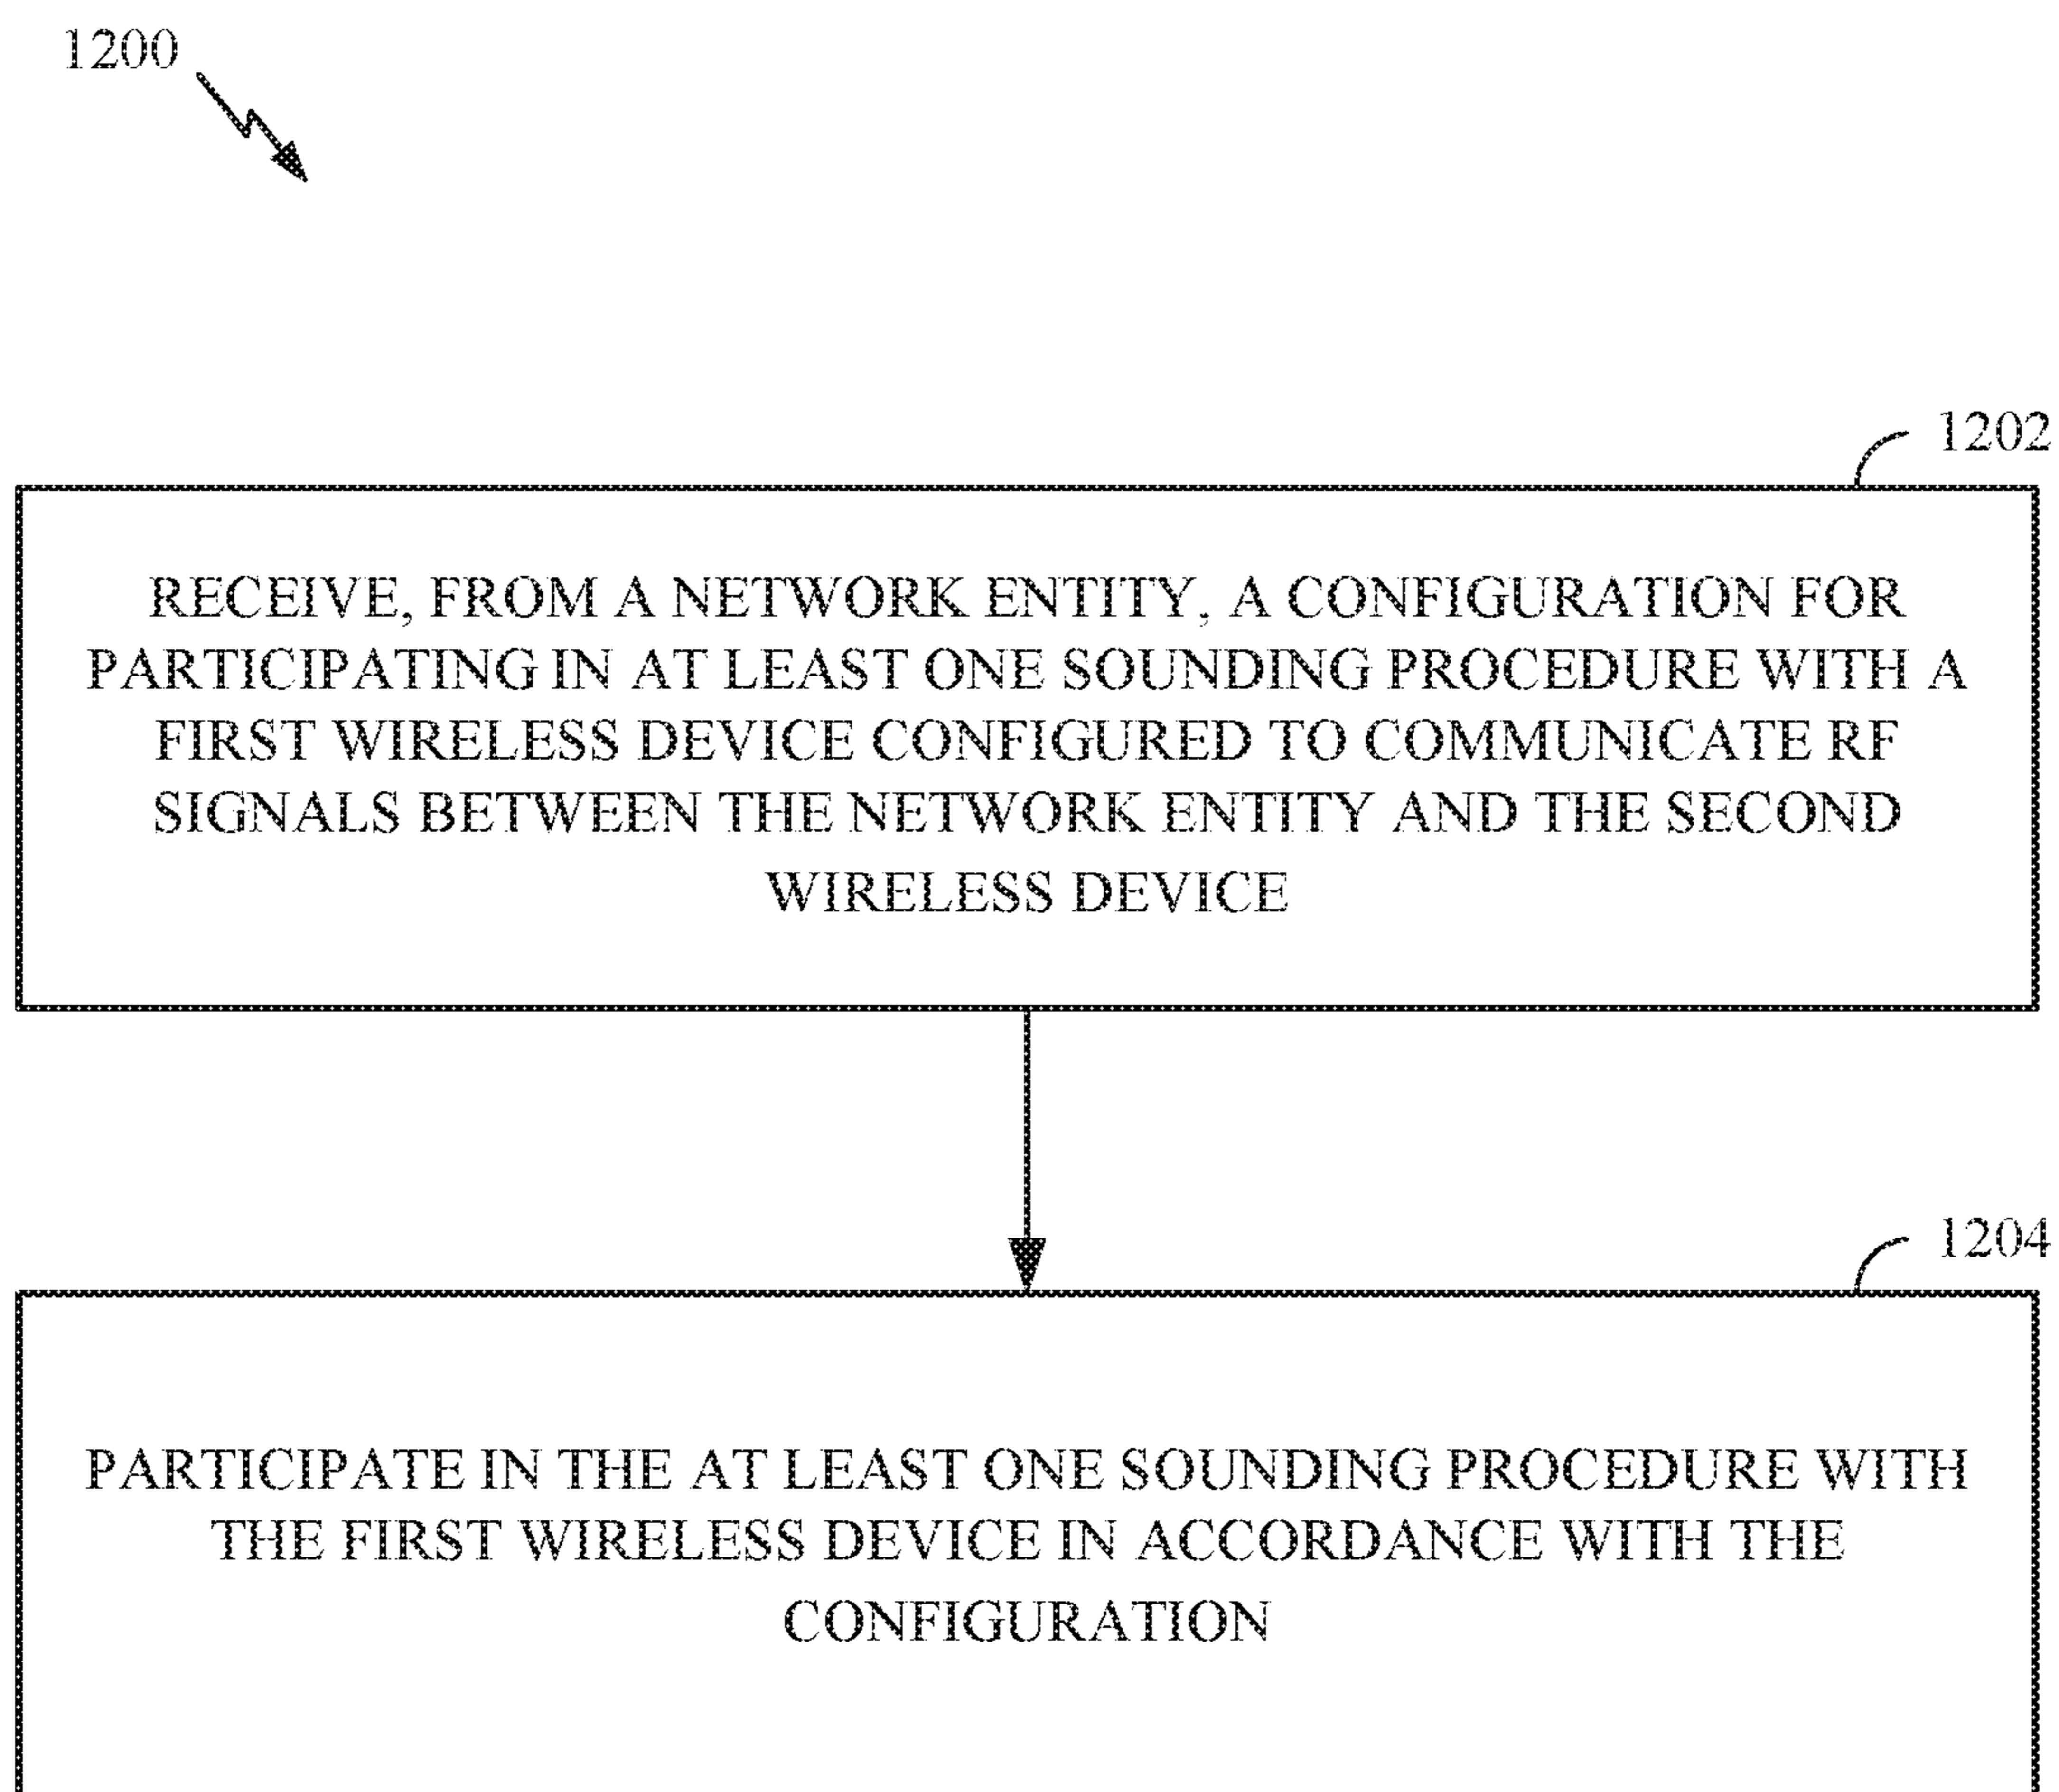 1200
1202
RECEIVE, FROM A NETWORK ENTITY, A CONFIGURATION FOR
PARTICIPATING IN AT LEAST ONE SOUNDING PROCEDURE WITH A
FIRST WIRELESS DEVICE CONFIGURED TO COMMUNICATE RF
SIGNALS BETWEEN THE NETWORK ENTITY AND THE SECOND
WIRELESS DEVICE
1204
PARTICIPATE IN THE AT LEAST ONE SOUNDING PROCEDURE WITH
THE FIRST WIRELESS DEVICE IN ACCORDANCE WITH THE
CONFIGURATION